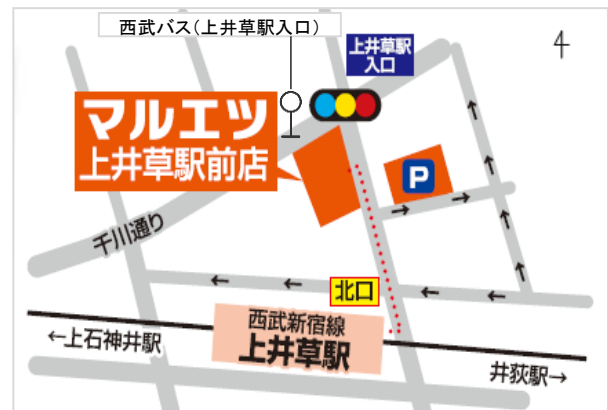 西武バス(上井草駅入口)
上井草駅
入口
4
マルエツ
上井草駅前店
P
千川通り
北口
西武新宿線
上井草駅
←上石神井駅
井荻駅→